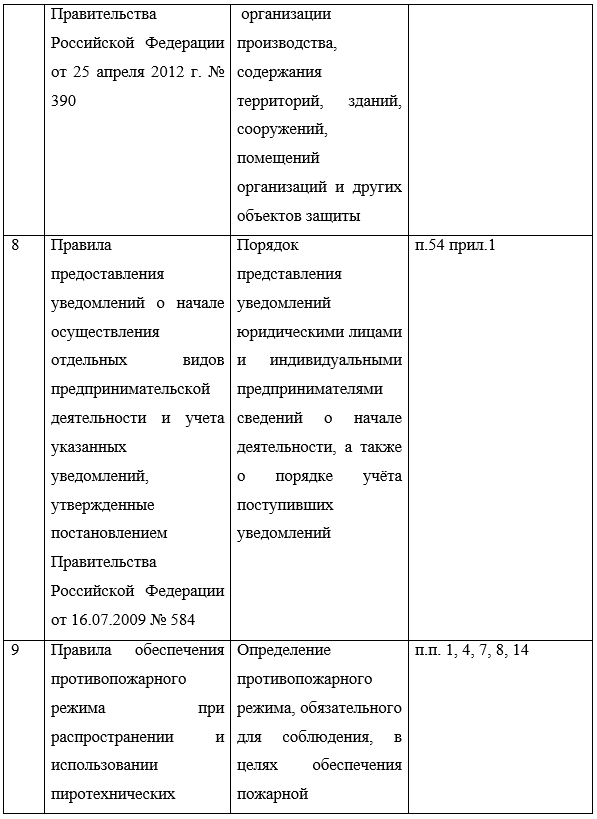 Правительства
Российской Федерации
от 25 апреля 2012 г. №
390
организации
производства,
содержания
территорий, зданий,
сооружений,
помещений
организаций и других
объектов защиты
8
Правила
предоставления
уведомлений о начале
осуществления
отдельных видов
предпринимательской
деятельности и учета
указанных
уведомлений,
утвержденные
постановлением
Правительства
Российской Федерации
от 16.07.2009 № 584
Порядок
представления
уведомлений
юридическими лицами
и индивидуальными
предпринимателями
сведений о начале
деятельности, а также
о порядке учёта
поступивших
уведомлений
п.54 прил.1
9
Правила обеспечения
противопожарного
режима при
распространении и
использовании
пиротехнических
Определение
противопожарного
режима, обязательного
для соблюдения, в
целях обеспечения
пожарной
п.п. 1, 4, 7, 8, 14